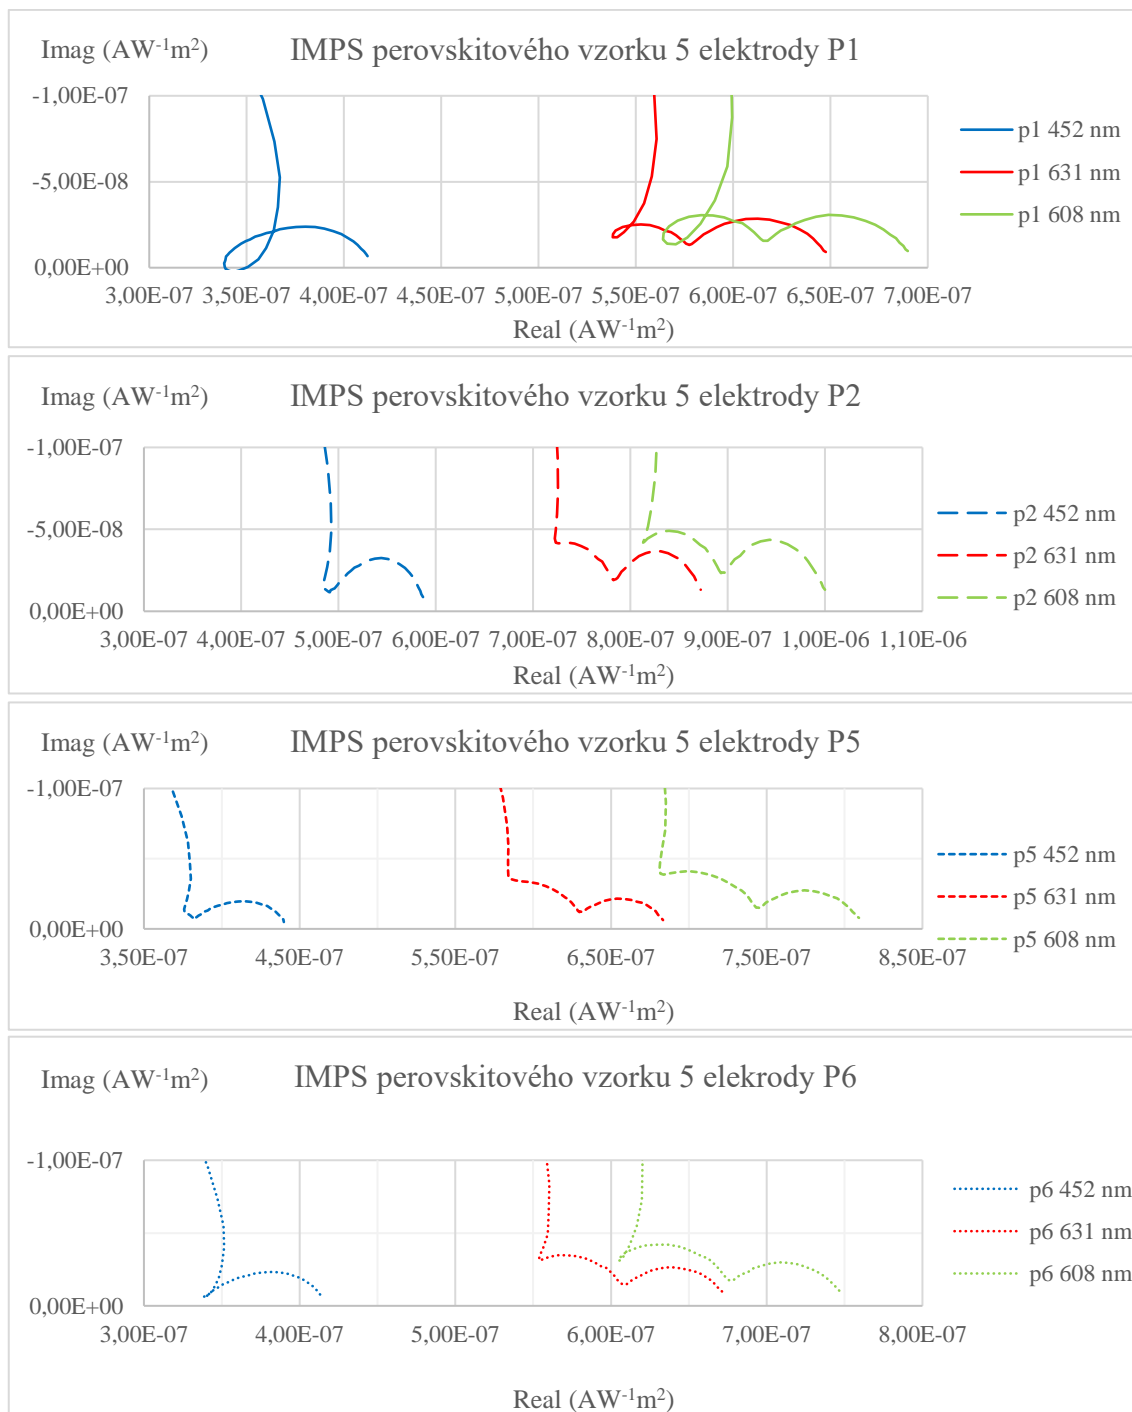 Imag (AW⁻¹m²)
IMPS perovskitového vzorku 5 elektrody P1
-1,00E-07
-5,00E-08
0,00E+00
3,00E-07 3,50E-07 4,00E-07 4,50E-07 5,00E-07 5,50E-07 6,00E-07 6,50E-07 7,00E-07
Real (AW⁻¹m²)
p1 452 nm
p1 631 nm
p1 608 nm
Imag (AW⁻¹m²)
IMPS perovskitového vzorku 5 elektrody P2
-1,00E-07
-5,00E-08
0,00E+00
3,00E-07 4,00E-07 5,00E-07 6,00E-07 7,00E-07 8,00E-07 9,00E-07 1,00E-06 1,10E-06
Real (AW⁻¹m²)
p2 452 nm
p2 631 nm
p2 608 nm
Imag (AW⁻¹m²)
IMPS perovskitového vzorku 5 elektrody P5
-1,00E-07
0,00E+00
3,50E-07 4,50E-07 5,50E-07 6,50E-07 7,50E-07 8,50E-07
Real (AW⁻¹m²)
p5 452 nm
p5 631 nm
p5 608 nm
Imag (AW⁻¹m²)
IMPS perovskitového vzorku 5 elekrody P6
-1,00E-07
0,00E+00
3,00E-07 4,00E-07 5,00E-07 6,00E-07 7,00E-07 8,00E-07
Real (AW⁻¹m²)
p6 452 nm
p6 631 nm
p6 608 nm